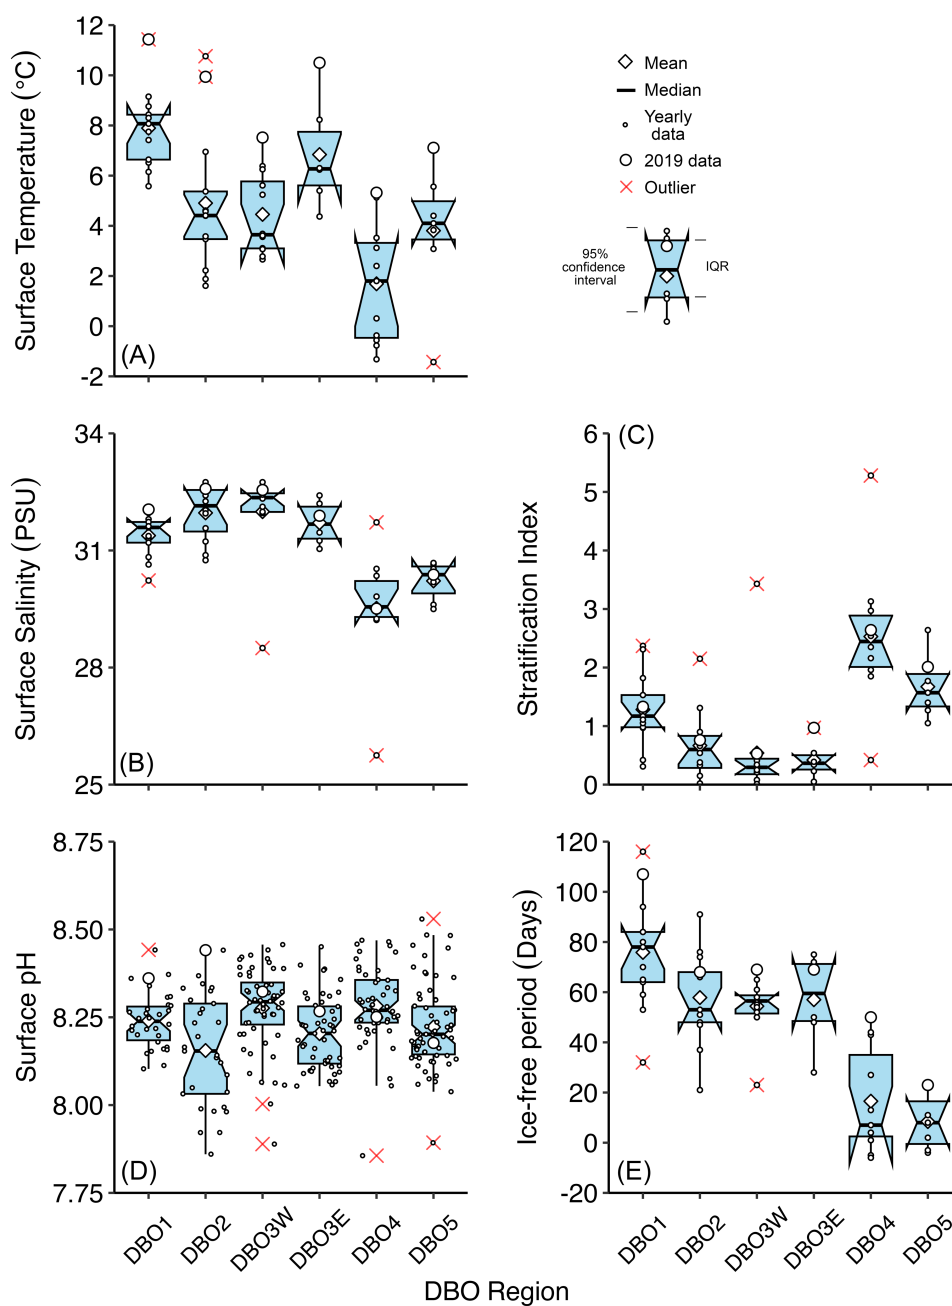 12
10
8
6
4
2
0
-2
Surface Temperature (°C)
(A)
Mean
Median
Yearly
data
2019 data
Outlier
95%
confidence
interval
IQR
34
31
28
25
Surface Salinity (PSU)
(B)
6
5
4
3
2
1
0
Stratification Index
(C)
8.75
8.50
8.25
8.00
7.75
Surface pH
(D)
120
100
80
60
40
20
0
-20
Ice-free period (Days)
(E)
DBO1
DBO2
DBO3W
DBO3E
DBO4
DBO5
DBO1
DBO2
DBO3W
DBO3E
DBO4
DBO5
DBO Region